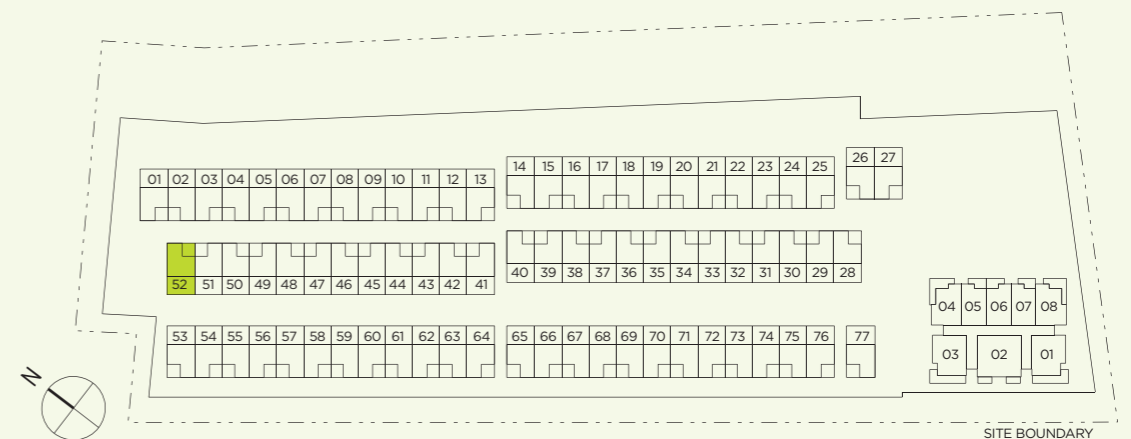 01 02 03 04 05 06 07 08 09 10 11 12 13
14 15 16 17 18 19 20 21 22 23 24 25
26 27
52 51 50 49 48 47 46 45 44 43 42 41
40 39 38 37 36 35 34 33 32 31 30 29 28
53 54 55 56 57 58 59 60 61 62 63 64
65 66 67 68 69 70 71 72 73 74 75 76
77
04 05 06 07 08
03 02 01
N
SITE BOUNDARY